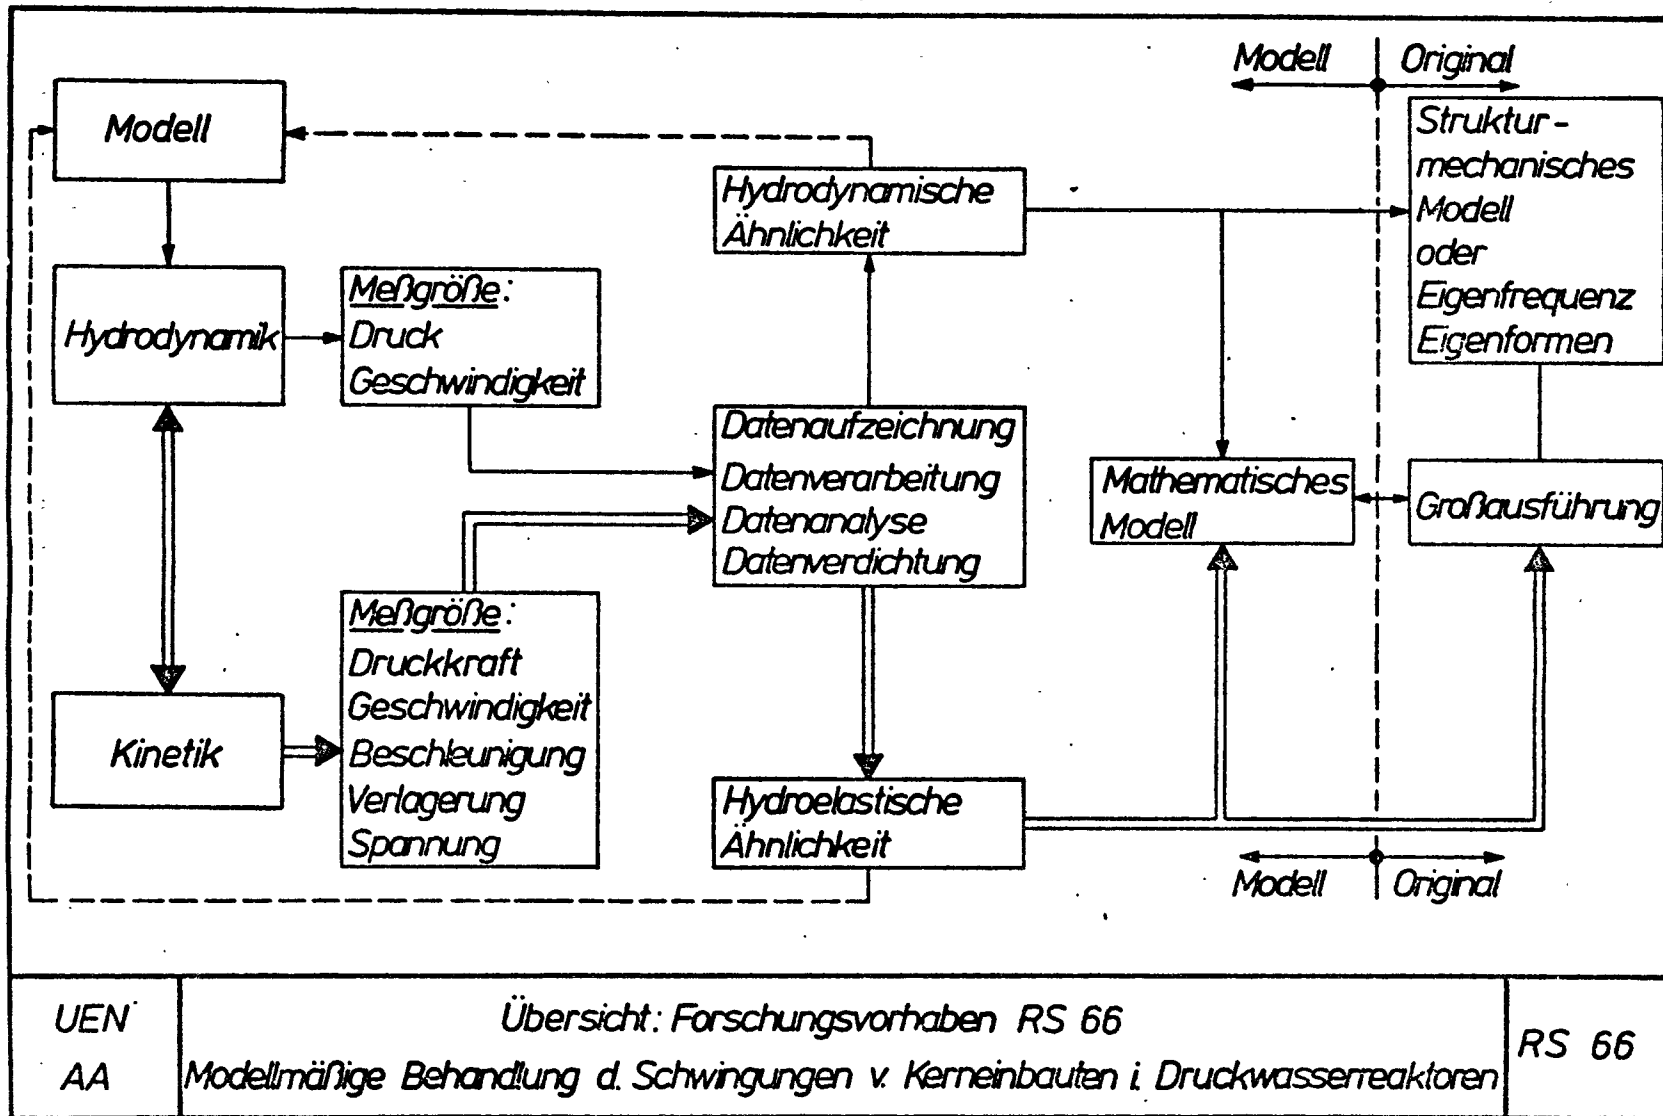 Modell Original
Modell
Struktur-
mechanisches
Modell
oder
Eigenfrequenz
Eigenformen
Hydrodynamische
Ähnlichkeit
Hydrodynamik
Meßgröße:
Druck
Geschwindigkeit
Datenaufzeichnung
Datenverarbeitung
Datenanalyse
Datenverdichtung
Mathematisches
Modell
Großausführung
Meßgröße:
Druckkraft
Geschwindigkeit
Beschleunigung
Verlagerung
Spannung
Kinetik
Hydroelastische
Ähnlichkeit
Modell Original
UEN
AA
Übersicht: Forschungsvorhaben RS 66
Modellmäßige Behandlung d. Schwingungen v. Kerneinbauten i. Druckwasserreaktoren
RS 66